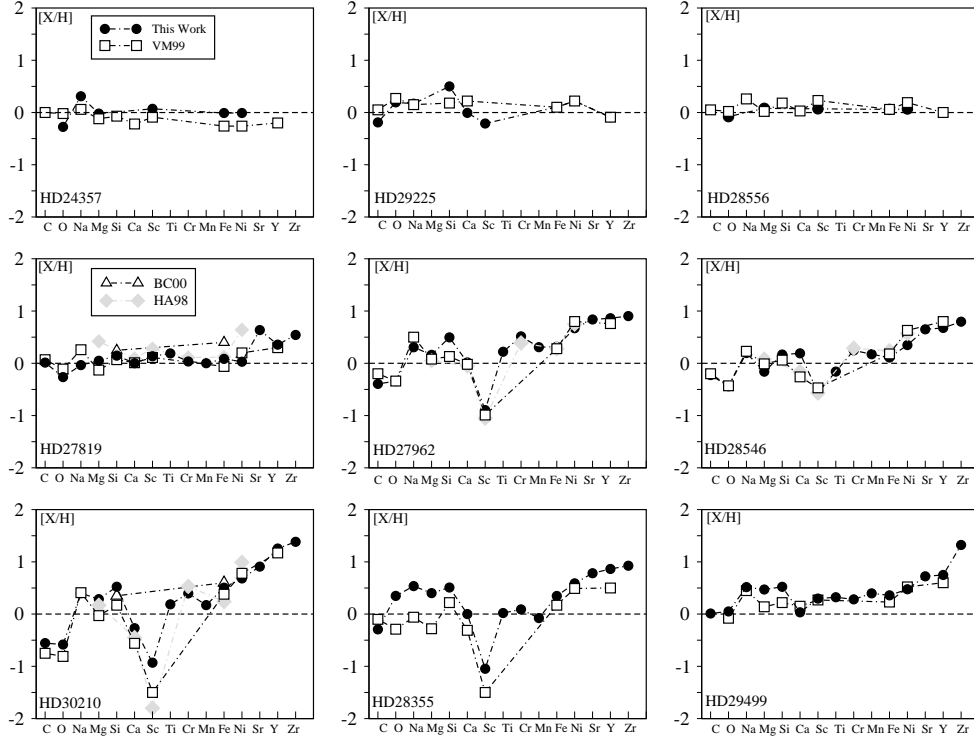 2 2 2
[X/H] [X/H] [X/H]
This Work
VM99
1 1 1
0 0 0
-1 -1 -1
HD24357 HD29225 HD28556
-2 -2 -2
C O Na Mg Si Ca Sc Ti Cr Mn Fe Ni Sr Y Zr C O Na Mg Si Ca Sc Ti Cr Mn Fe Ni Sr Y Zr C O Na Mg Si Ca Sc Ti Cr Mn Fe Ni Sr Y Zr
2 2 2
[X/H] [X/H] [X/H]
BC00
HA98
1 1 1
0 0 0
-1 -1 -1
HD27819 HD27962 HD28546
-2 -2 -2
C O Na Mg Si Ca Sc Ti Cr Mn Fe Ni Sr Y Zr C O Na Mg Si Ca Sc Ti Cr Mn Fe Ni Sr Y Zr C O Na Mg Si Ca Sc Ti Cr Mn Fe Ni Sr Y Zr
2 2 2
[X/H] [X/H] [X/H]
1 1 1
0 0 0
-1 -1 -1
HD30210 HD28355 HD29499
-2 -2 -2
C O Na Mg Si Ca Sc Ti Cr Mn Fe Ni Sr Y Zr C O Na Mg Si Ca Sc Ti Cr Mn Fe Ni Sr Y Zr C O Na Mg Si Ca Sc Ti Cr Mn Fe Ni Sr Y Zr